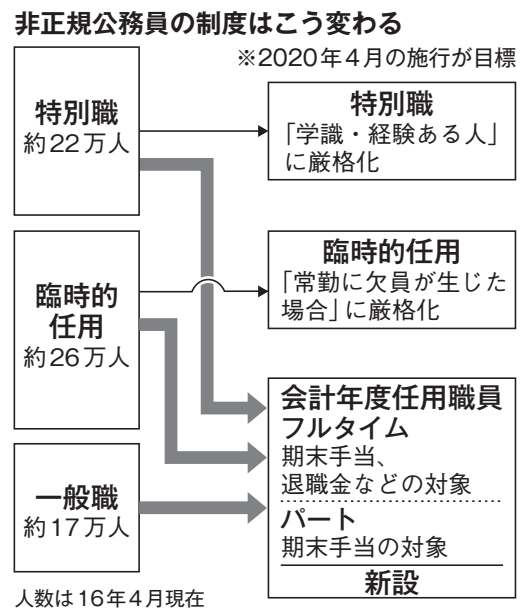 非正規公務員の制度はこう変わる
※2020年4月の施行が目標
特別職
約22万人
特別職
「学識・経験ある人」
に厳格化
臨時的
任用
約26万人
臨時的任用
「常勤に欠員が生じた
場合」に厳格化
一般職
約17万人
会計年度任用職員
フルタイム
期末手当、
退職金などの対象
パート
期末手当の対象
新設
人数は16年4月現在